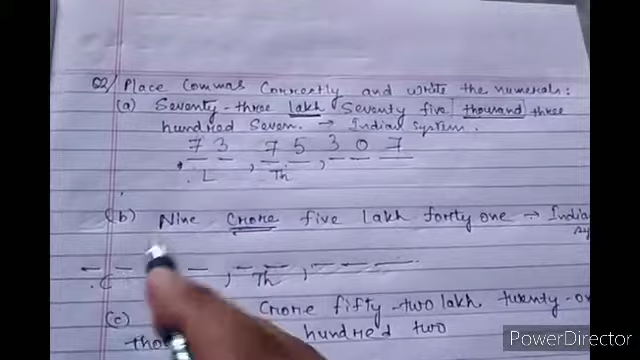 Q2/ Place Commas Correctly and write the numerals:
(a) Seventy-three lakh Seventy five thousand three
hundred Seven. → Indian System.
7 3 , 7 5 , 3 0 7
L Th
(b) Nine Crore five lakh forty one → India
sy
C , Th ,
(c) Crore fifty-two lakh twenty-o
thou hundred two
PowerDirector